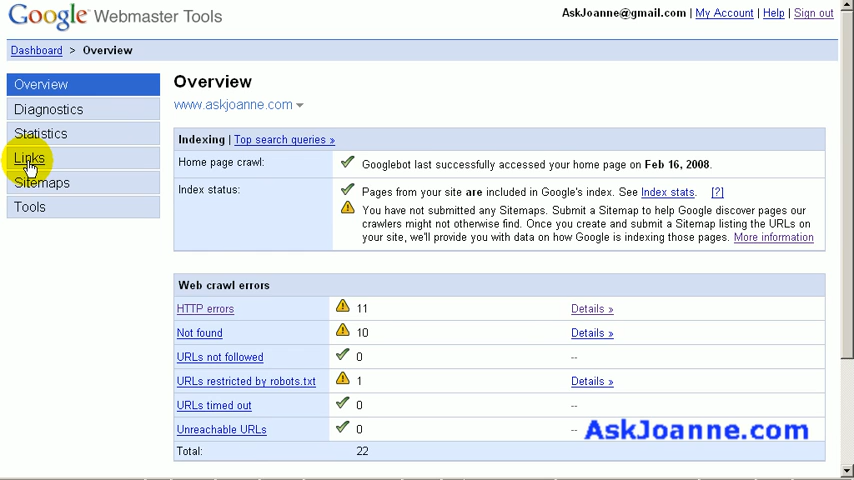 Google Webmaster Tools
AskJoanne@gmail.com | My Account | Help | Sign out
Dashboard > Overview
Overview
Diagnostics
Statistics
Links
Sitemaps
Tools
Overview
www.askjoanne.com
Indexing | Top search queries »
Home page crawl: Googlebot last successfully accessed your home page on Feb 16, 2008.
Index status: Pages from your site are included in Google's index. See Index stats. [?]
You have not submitted any Sitemaps. Submit a Sitemap to help Google discover pages our
crawlers might not otherwise find. Once you create and submit a Sitemap listing the URLs on
your site, we'll provide you with data on how Google is indexing those pages. More information
Web crawl errors
HTTP errors 11 Details »
Not found 10 Details »
URLs not followed 0 --
URLs restricted by robots.txt 1 Details »
URLs timed out 0 --
Unreachable URLs 0 --
AskJoanne.com
Total: 22